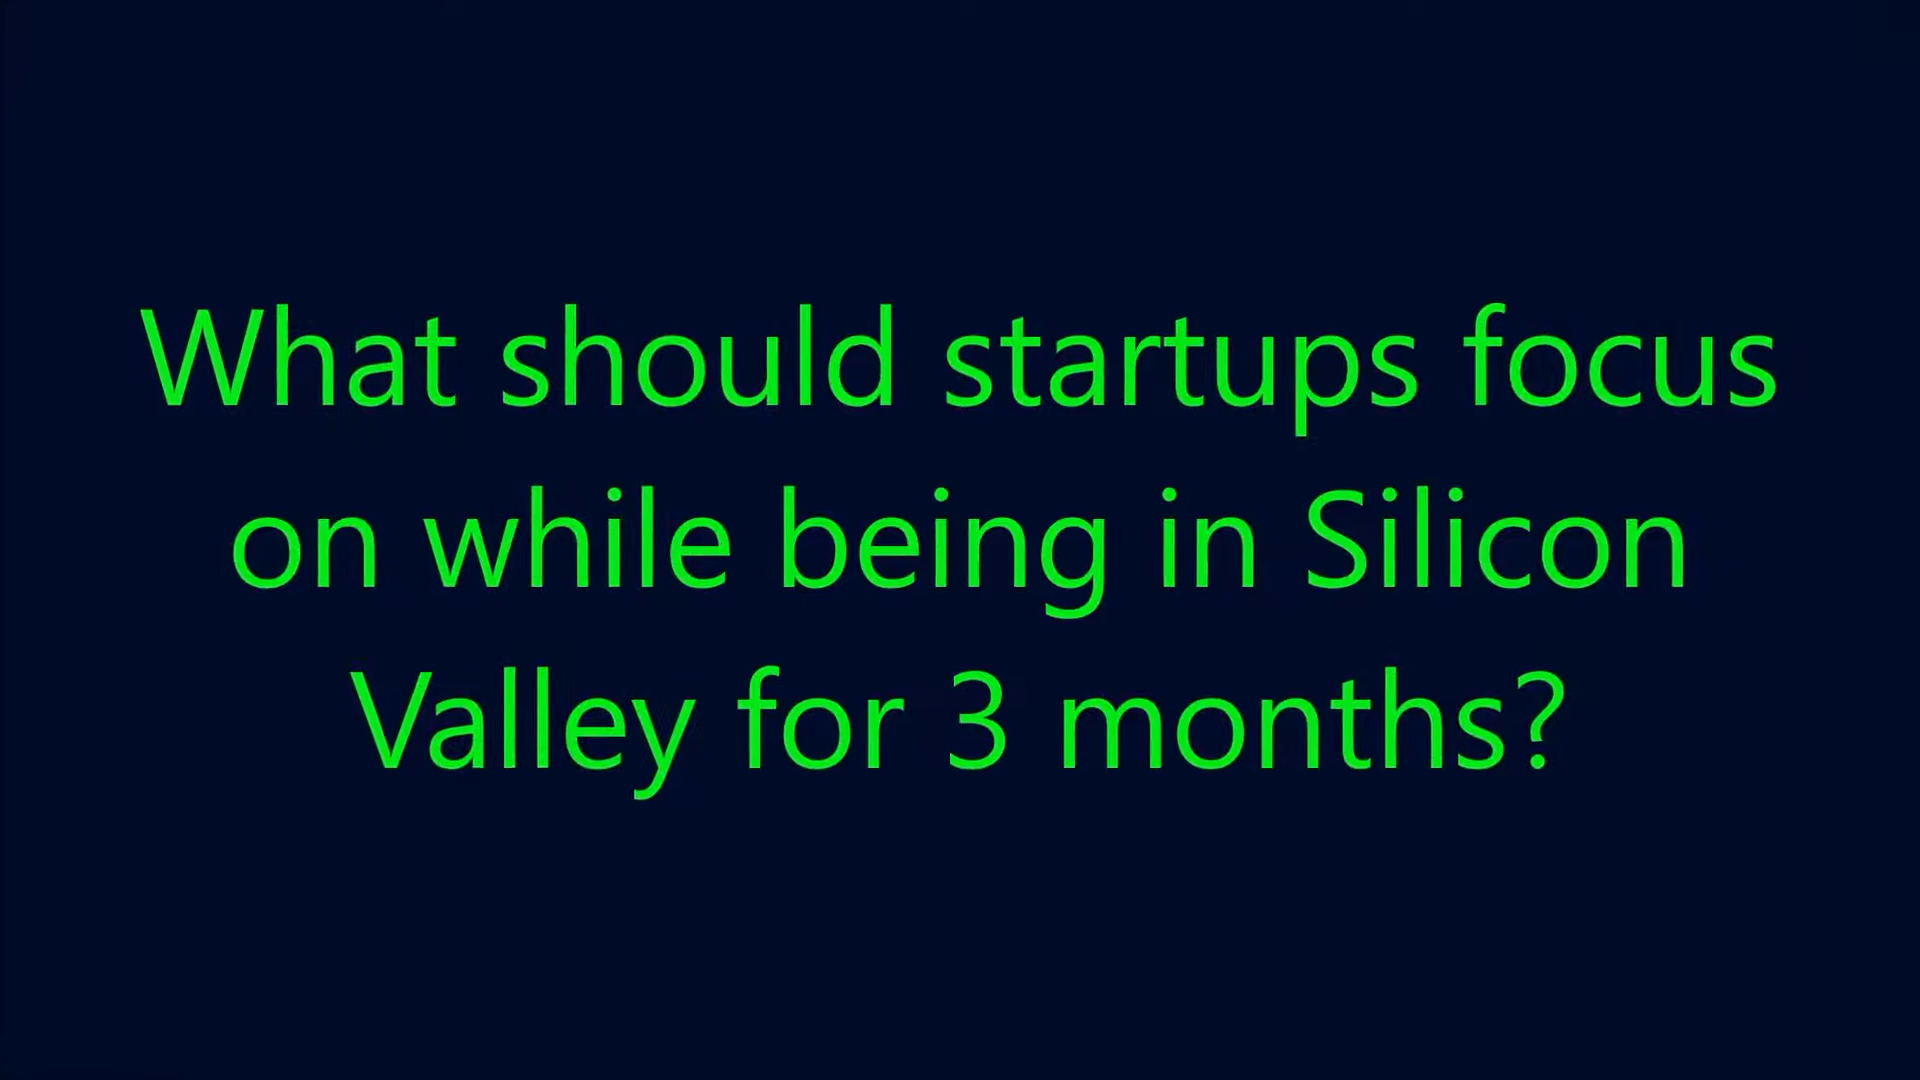 What should startups focus
on while being in Silicon
Valley for 3 months?